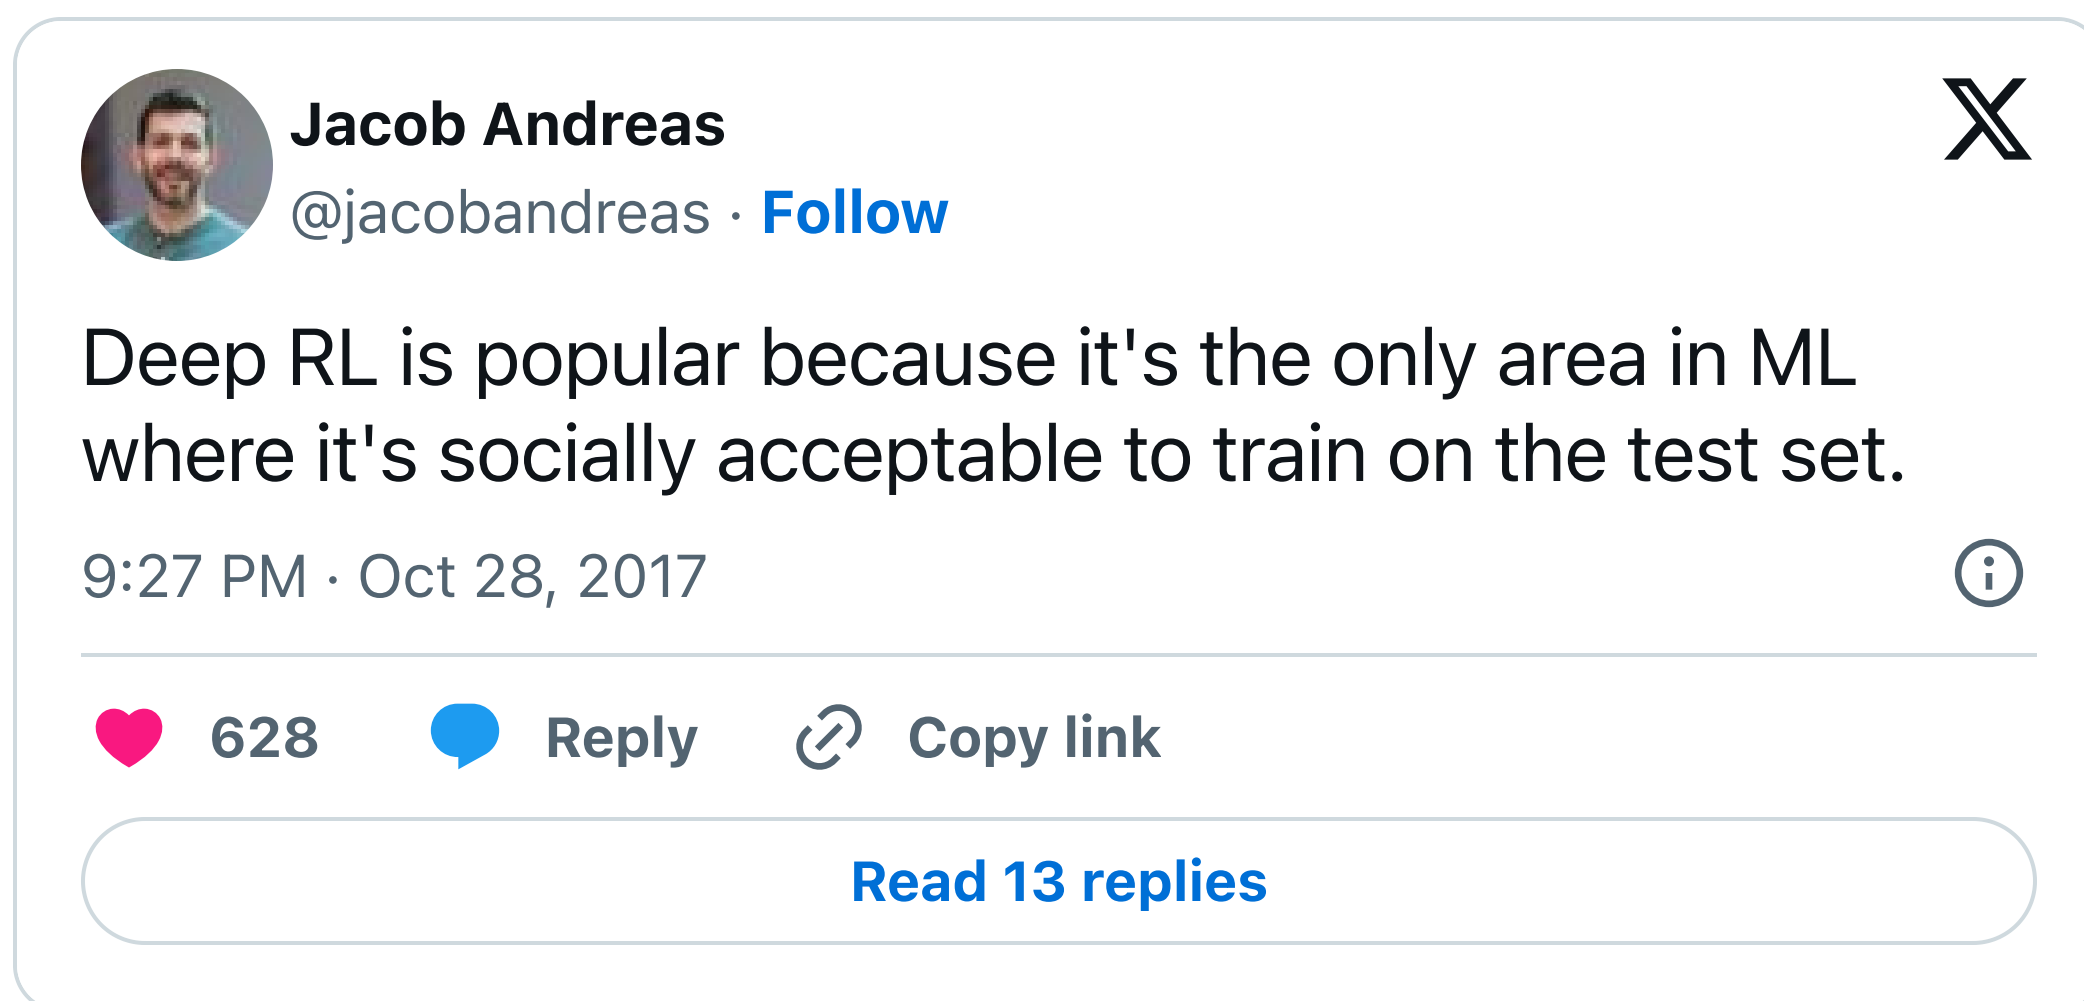 Jacob Andreas
@jacobandreas · Follow
Deep RL is popular because it's the only area in ML
where it's socially acceptable to train on the test set.
9:27 PM · Oct 28, 2017
628 Reply Copy link
Read 13 replies